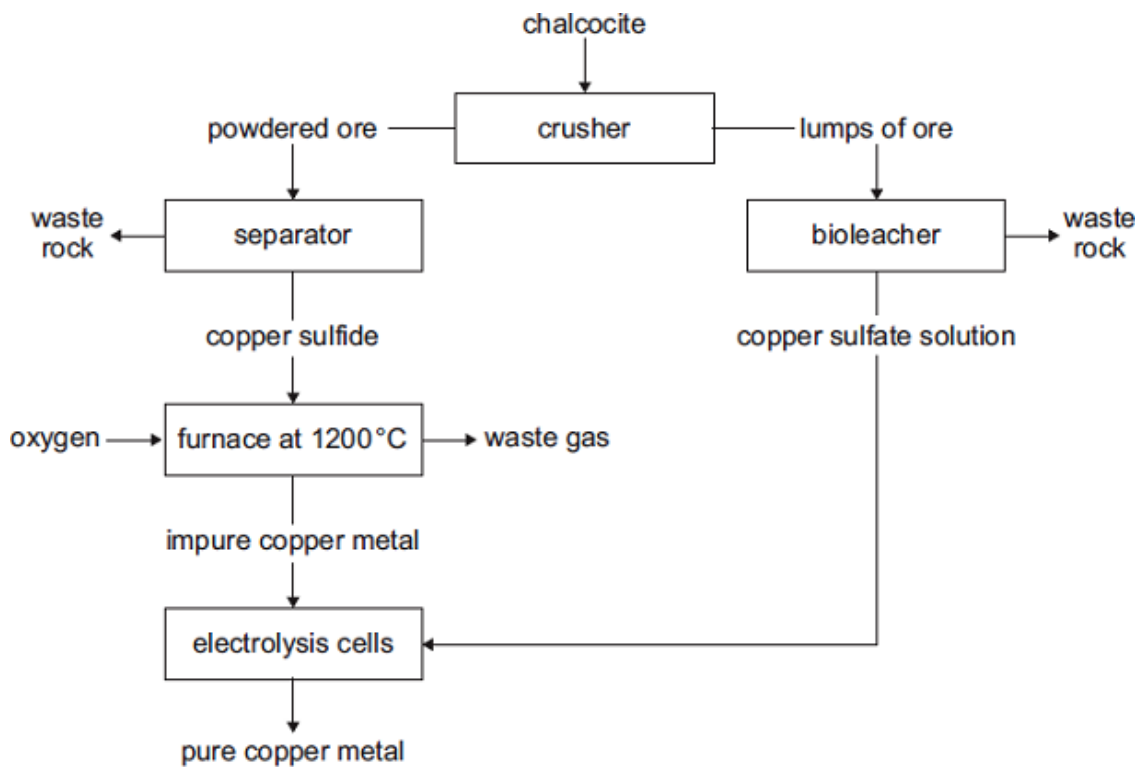 chalcocite
crusher
powdered ore
lumps of ore
waste
rock
separator
bioleacher
waste
rock
copper sulfide
copper sulfate solution
oxygen
furnace at 1200°C
waste gas
impure copper metal
electrolysis cells
pure copper metal